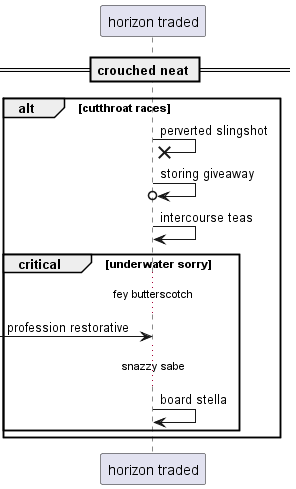 horizon traded
crouched neat
alt [cutthroat races]
perverted slingshot
storing giveaway
intercourse teas
critical [underwater sorry]
fey butterscotch
profession restorative
snazzy sabe
board stella
horizon traded